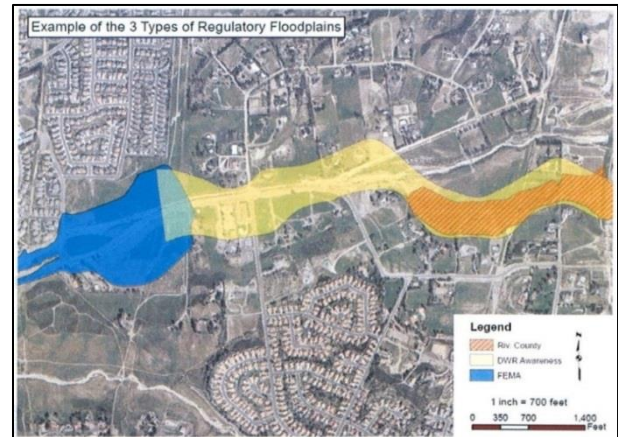 Example of the 3 Types of Regulatory Floodplains
Legend
Riv. County
DWR Awareness
FEMA
N
1 inch = 700 feet
0 350 700 1,400
Feet